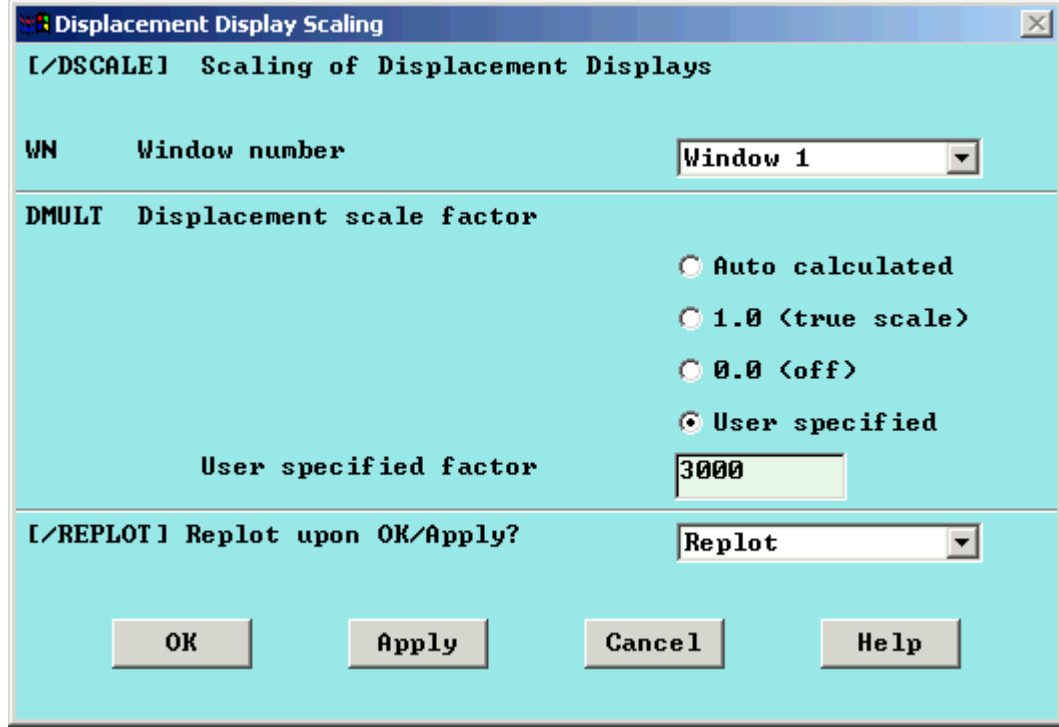 Displacement Display Scaling
[/DSCALE] Scaling of Displacement Displays
WN Window number Window 1
DMULT Displacement scale factor
Auto calculated
1.0 (true scale)
0.0 (off)
User specified
User specified factor 3000
[/REPLOT] Replot upon OK/Apply? Replot
OK Apply Cancel Help